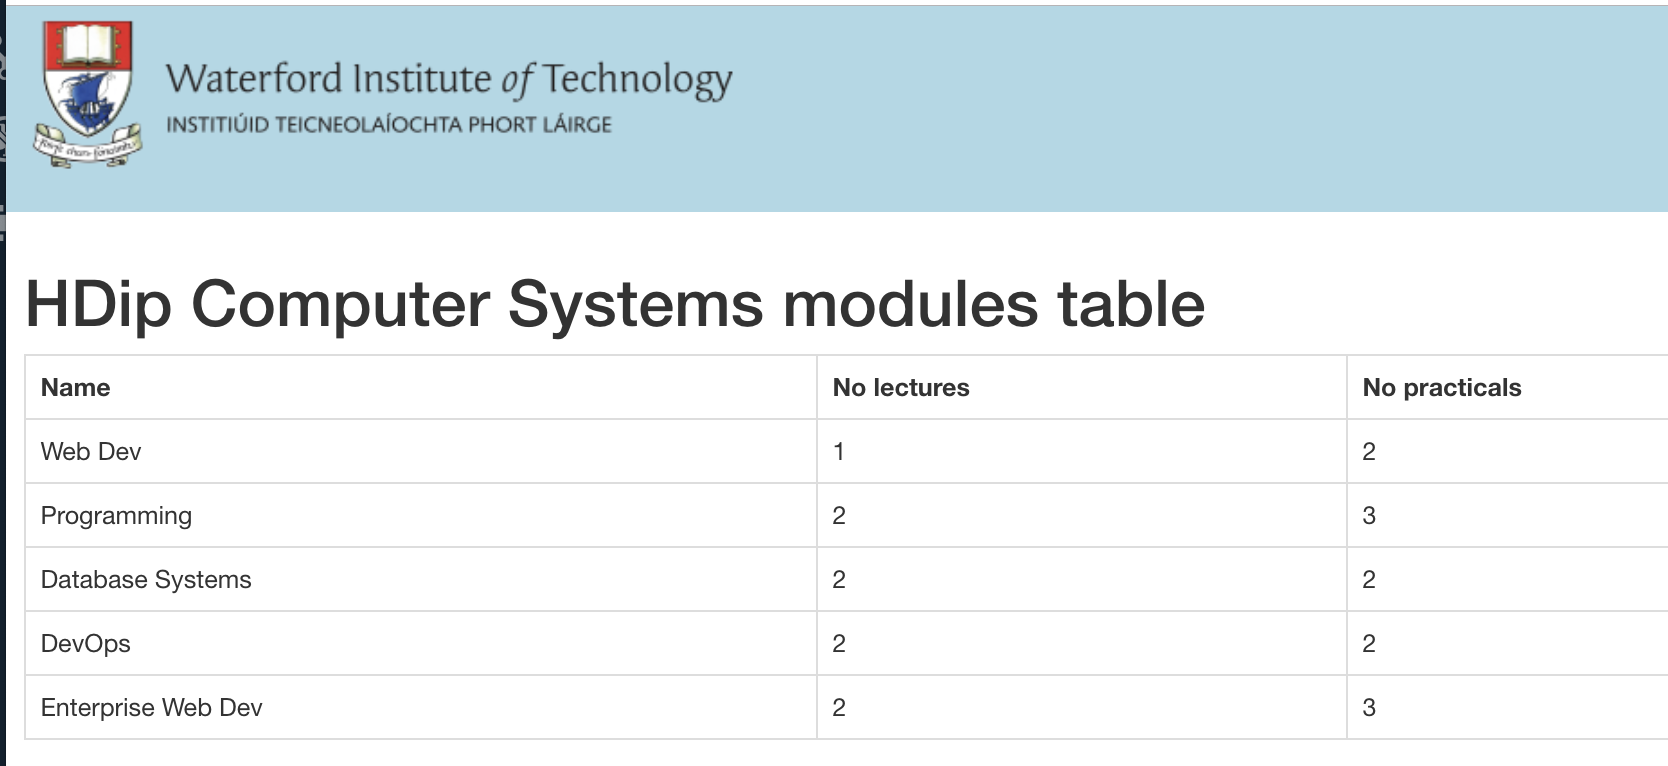 Waterford Institute of Technology
INSTITIÚID TEICNEOLAÍOCHTA PHORT LÁIRGE
HDip Computer Systems modules table
Name No lectures No practicals
Web Dev 1 2
Programming 2 3
Database Systems 2 2
DevOps 2 2
Enterprise Web Dev 2 3